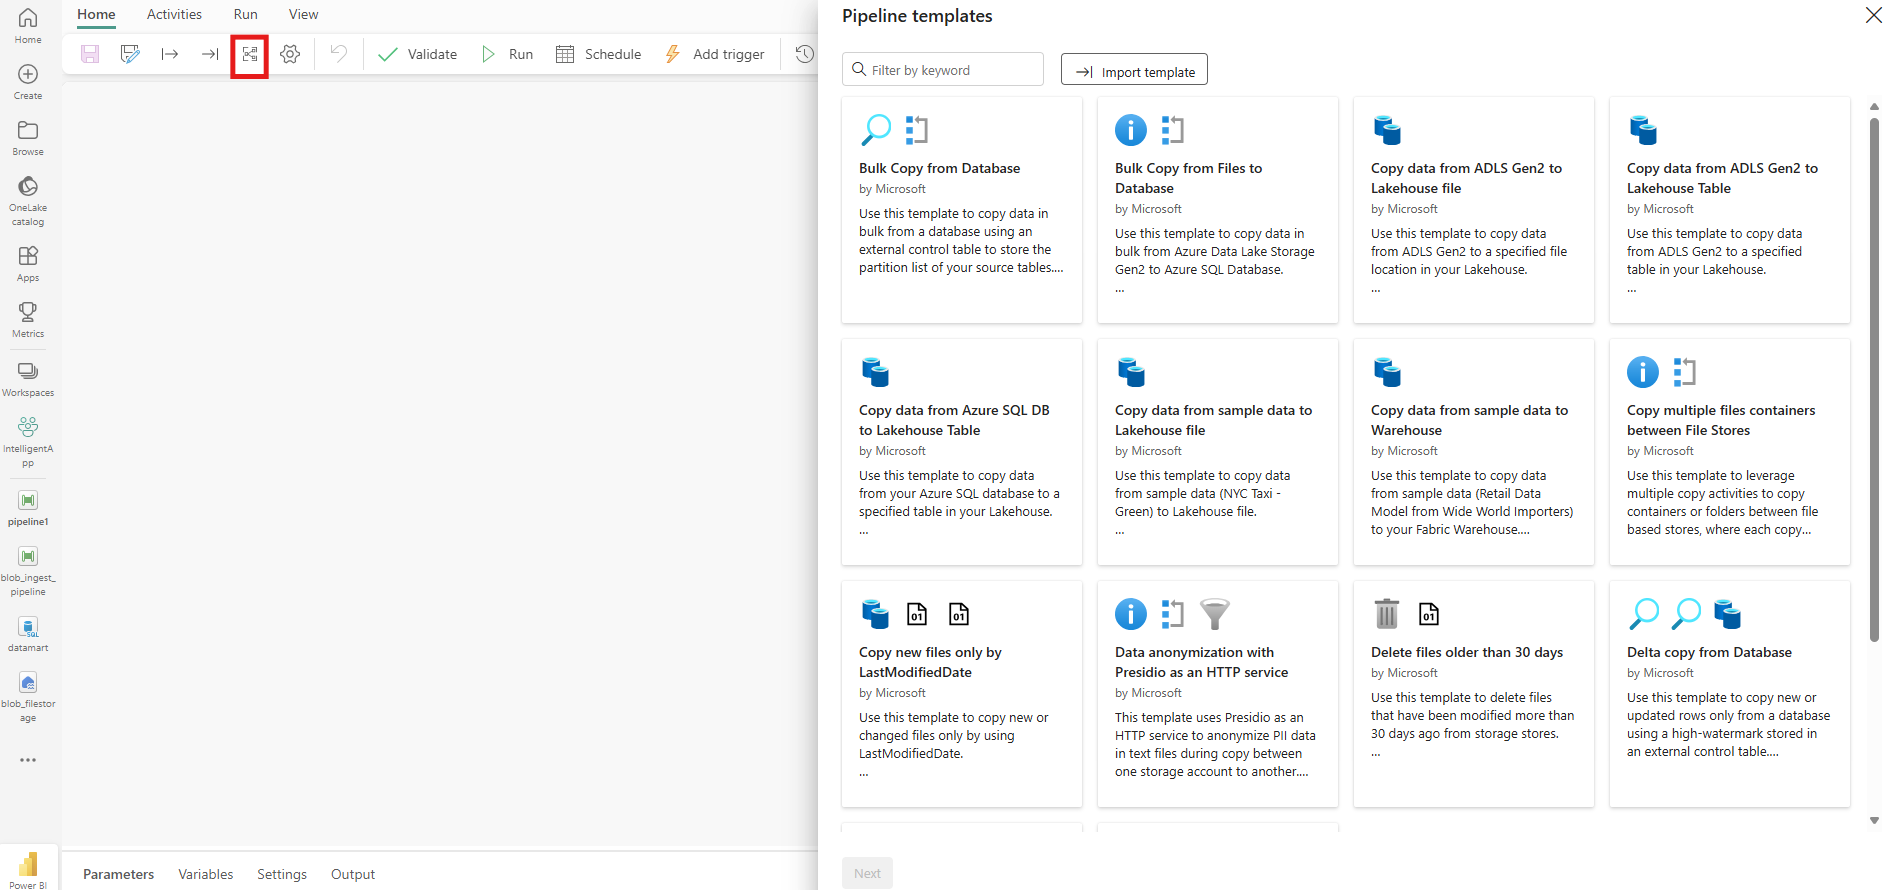 Home
Create
Browse
OneLake
catalog
Apps
Metrics
Workspaces
IntelligentA
pp
pipeline1
blob_ingest_
pipeline
SQL
datamart
blob_filestor
age
Power BI
Home Activities Run View
Validate Run Schedule Add trigger
Parameters Variables Settings Output
Pipeline templates
Filter by keyword
Import template
Bulk Copy from Database
by Microsoft
Use this template to copy data in
bulk from a database using an
external control table to store the
partition list of your source tables....
Bulk Copy from Files to
Database
by Microsoft
Use this template to copy data in
bulk from Azure Data Lake Storage
Gen2 to Azure SQL Database.
...
Copy data from ADLS Gen2 to
Lakehouse file
by Microsoft
Use this template to copy data
from ADLS Gen2 to a specified file
location in your Lakehouse.
...
Copy data from ADLS Gen2 to
Lakehouse Table
by Microsoft
Use this template to copy data
from ADLS Gen2 to a specified
table in your Lakehouse.
...
Copy data from Azure SQL DB
to Lakehouse Table
by Microsoft
Use this template to copy data
from your Azure SQL database to a
specified table in your Lakehouse.
...
Copy data from sample data to
Lakehouse file
by Microsoft
Use this template to copy data
from sample data (NYC Taxi -
Green) to Lakehouse file.
...
Copy data from sample data to
Warehouse
by Microsoft
Use this template to copy data
from sample data (Retail Data
Model from Wide World Importers)
to your Fabric Warehouse....
Copy multiple files containers
between File Stores
by Microsoft
Use this template to leverage
multiple copy activities to copy
containers or folders between file
based stores, where each copy...
01 01
Copy new files only by
LastModifiedDate
by Microsoft
Use this template to copy new or
changed files only by using
LastModifiedDate.
...
Data anonymization with
Presidio as an HTTP service
by Microsoft
This template uses Presidio as an
HTTP service to anonymize PII data
in text files during copy between
one storage account to another....
01
Delete files older than 30 days
by Microsoft
Use this template to delete files
that have been modified more than
30 days ago from storage stores.
...
Delta copy from Database
by Microsoft
Use this template to copy new or
updated rows only from a database
using a high-watermark stored in
an external control table....
Next